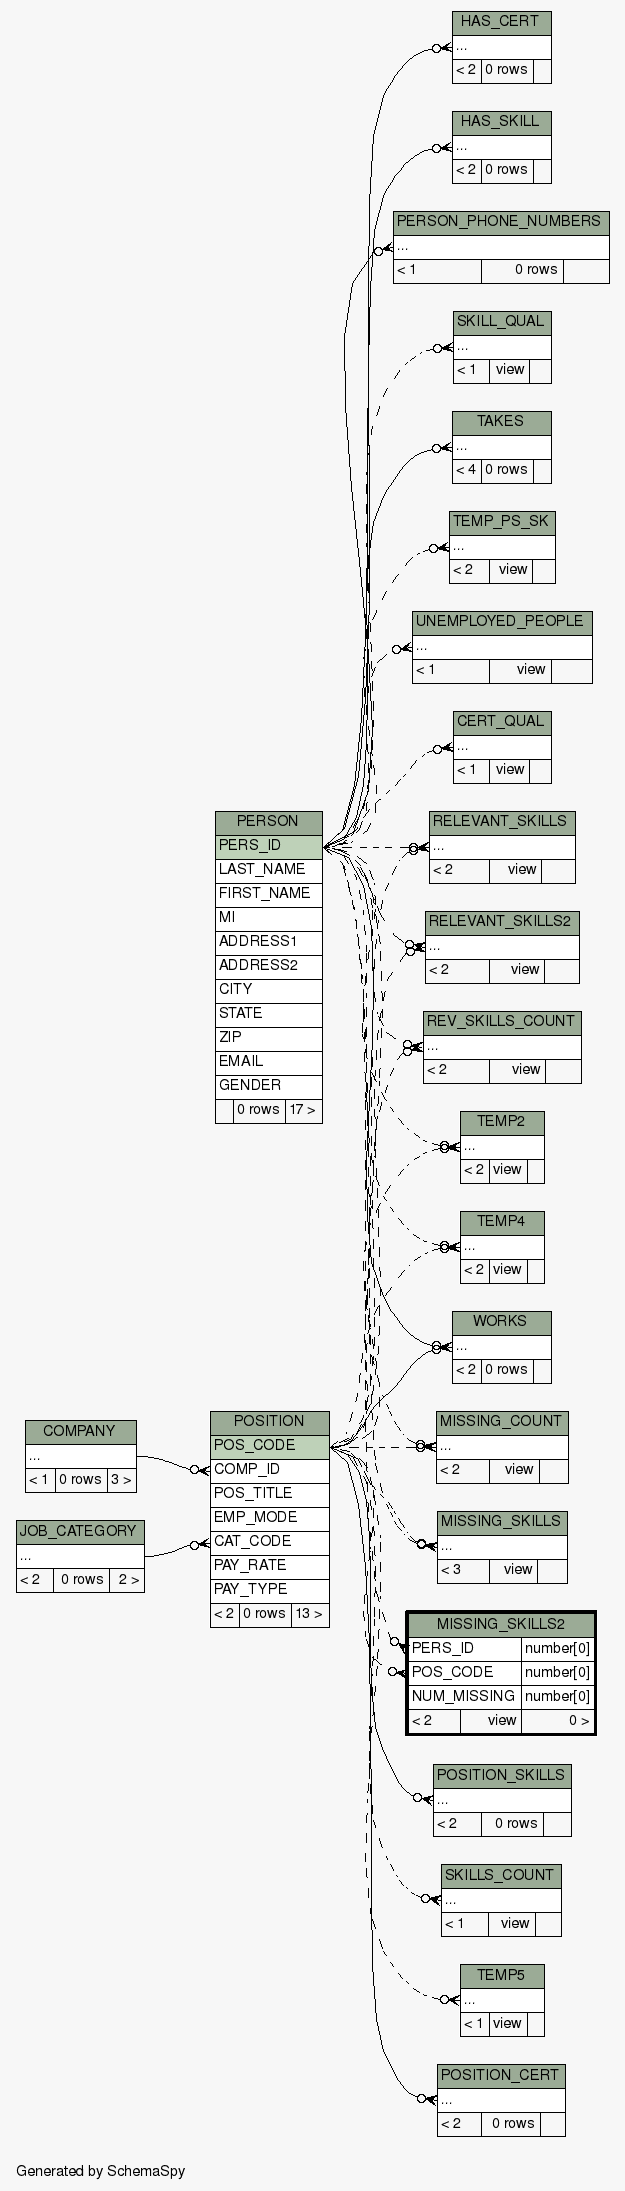 HAS_CERT
...
< 2 0 rows
HAS_SKILL
...
< 2 0 rows
PERSON_PHONE_NUMBERS
...
< 1 0 rows
SKILL_QUAL
...
< 1 view
TAKES
...
< 4 0 rows
TEMP_PS_SK
...
< 2 view
UNEMPLOYED_PEOPLE
...
< 1 view
CERT_QUAL
...
< 1 view
PERSON
PERS_ID
LAST_NAME
FIRST_NAME
MI
ADDRESS1
ADDRESS2
CITY
STATE
ZIP
EMAIL
GENDER
0 rows 17 >
RELEVANT_SKILLS
...
< 2 view
RELEVANT_SKILLS2
...
< 2 view
REV_SKILLS_COUNT
...
< 2 view
TEMP2
...
< 2 view
TEMP4
...
< 2 view
WORKS
...
< 2 0 rows
COMPANY
...
< 1 0 rows 3 >
JOB_CATEGORY
...
< 2 0 rows 2 >
POSITION
POS_CODE
COMP_ID
POS_TITLE
EMP_MODE
CAT_CODE
PAY_RATE
PAY_TYPE
< 2 0 rows 13 >
MISSING_COUNT
...
< 2 view
MISSING_SKILLS
...
< 3 view
MISSING_SKILLS2
PERS_ID number[0]
POS_CODE number[0]
NUM_MISSING number[0]
< 2 view 0 >
POSITION_SKILLS
...
< 2 0 rows
SKILLS_COUNT
...
< 1 view
TEMP5
...
< 1 view
POSITION_CERT
...
< 2 0 rows
Generated by SchemaSpy